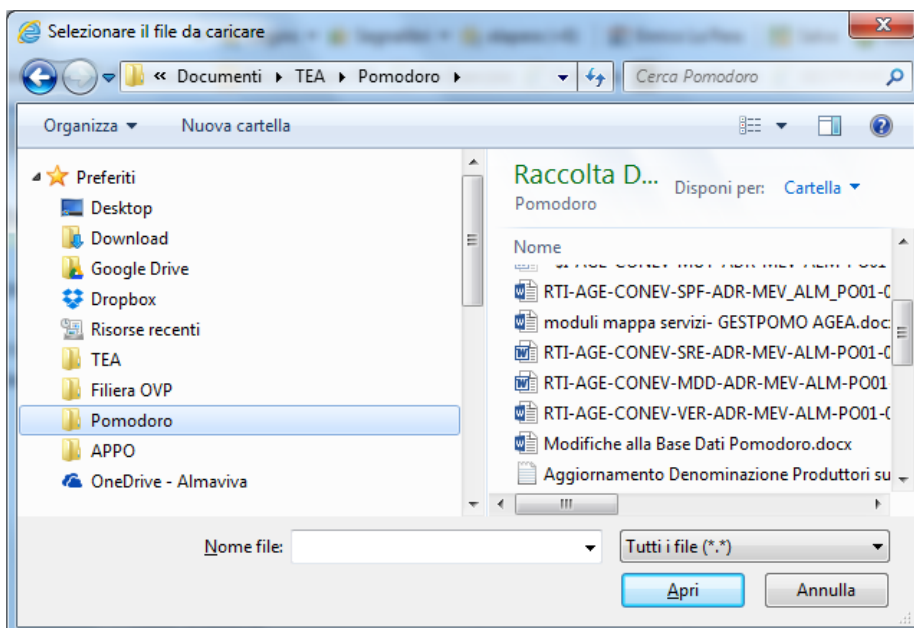 Selezionare il file da caricare
X
« Documenti ▸ TEA ▸ Pomodoro ▸
Cerca Pomodoro
Organizza
Nuova cartella
?
Preferiti
Desktop
Download
Google Drive
Dropbox
Risorse recenti
TEA
Filiera OVP
Pomodoro
APPO
OneDrive - Almaviva
Raccolta D...
Pomodoro
Disponi per: Cartella
Nome
RTI-AGE-CONEV-SPF-ADR-MEV_ALM_PO01-0
moduli mappa servizi- GESTPOMO AGEA.doc
RTI-AGE-CONEV-SRE-ADR-MEV-ALM-PO01-0
RTI-AGE-CONEV-MDD-ADR-MEV-ALM-PO01
RTI-AGE-CONEV-VER-ADR-MEV-ALM-PO01-0
Modifiche alla Base Dati Pomodoro.docx
Aggiornamento Denominazione Produttori su
Nome file:
Tutti i file (*.*)
Apri
Annulla